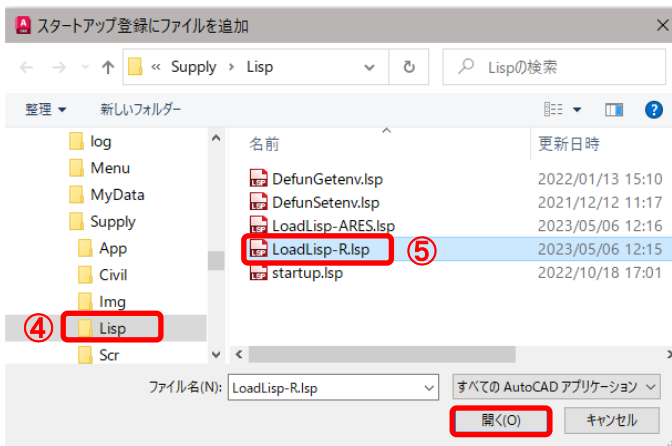 スタートアップ登録にファイルを追加
« Supply › Lisp
Lispの検索
整理 新しいフォルダー
log
Menu
MyData
Supply
App
Civil
Img
④ Lisp
Scr
名前 更新日時
DefunGetenv.lsp 2022/01/13 15:10
DefunSetenv.lsp 2021/12/12 11:17
LoadLisp-ARES.lsp 2023/05/06 12:16
LoadLisp-R.lsp ⑤ 2023/05/06 12:15
startup.lsp 2022/10/18 17:01
ファイル名(N): LoadLisp-R.lsp すべての AutoCAD アプリケーション
開く(O) キャンセル